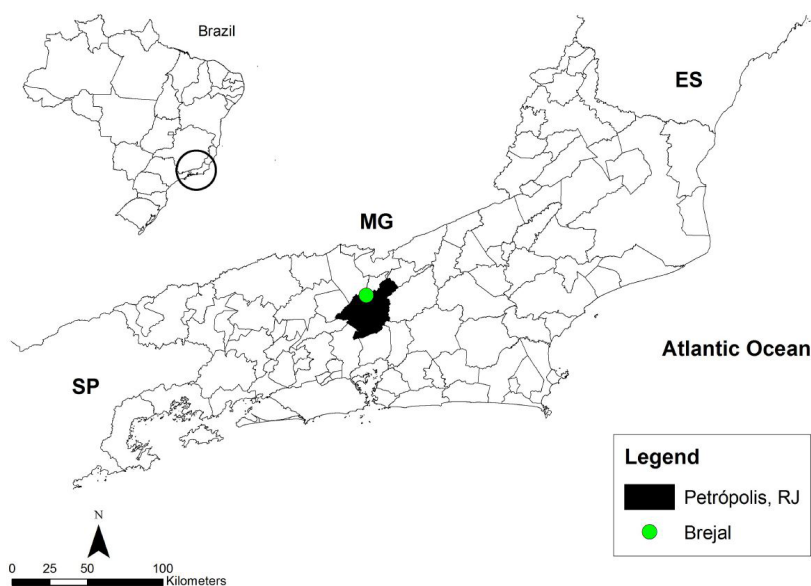 Brazil
ES
MG
Atlantic Ocean
SP
Legend
Petrópolis, RJ
Brejal
N
0 25 50 100
Kilometers